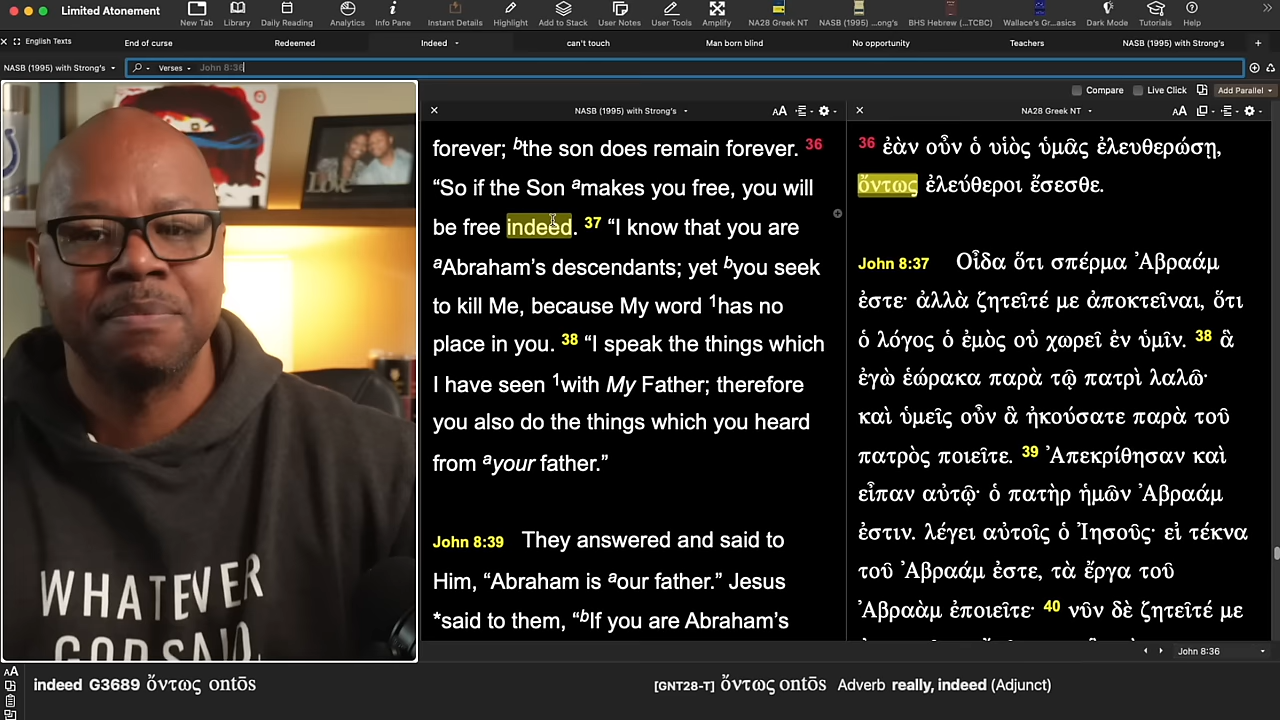 Limited Atonement
New Tab
Library
Daily Reading
Analytics
Info Pane
Instant Details
Highlight
Add to Stack
User Notes
User Tools
Amplify
NA28 Greek NT
NASB (1995) ...ong's
BHS Hebrew (...TCBC)
Wallace's Gr...asics
Dark Mode
Tutorials
Help
English Texts
End of curse
Redeemed
Indeed
can't touch
Man born blind
No opportunity
Teachers
NASB (1995) with Strong's
NASB (1995) with Strong's
Verses
John 8:36
Compare
Live Click
Add Parallel
NASB (1995) with Strong's
forever; bthe son does remain forever. 36
“So if the Son amakes you free, you will
be free indeed. 37 “I know that you are
aAbraham’s descendants; yet byou seek
to kill Me, because My word 1has no
place in you. 38 “I speak the things which
I have seen 1with My Father; therefore
you also do the things which you heard
from ayour father.”
John 8:39 They answered and said to
Him, “Abraham is aour father.” Jesus
*said to them, “bIf you are Abraham’s
NA28 Greek NT
36 ἐὰν οὖν ὁ υἱὸς ὑμᾶς ἐλευθερώσῃ,
ὄντως ἐλεύθεροι ἔσεσθε.
John 8:37 Οἶδα ὅτι σπέρμα Ἀβραάμ
ἐστε· ἀλλὰ ζητεῖτέ με ἀποκτεῖναι, ὅτι
ὁ λόγος ὁ ἐμὸς οὐ χωρεῖ ἐν ὑμῖν. 38 ἃ
ἐγὼ ἑώρακα παρὰ τῷ πατρὶ λαλῶ·
καὶ ὑμεῖς οὖν ἃ ἠκούσατε παρὰ τοῦ
πατρὸς ποιεῖτε. 39 Ἀπεκρίθησαν καὶ
εἶπαν αὐτῷ· ὁ πατὴρ ἡμῶν Ἀβραάμ
ἐστιν. λέγει αὐτοῖς ὁ Ἰησοῦς· εἰ τέκνα
τοῦ Ἀβραάμ ἐστε, τὰ ἔργα τοῦ
Ἀβραὰμ ἐποιεῖτε· 40 νῦν δὲ ζητεῖτέ με
John 8:36
LOVE
WHATEVER
GOD SAID.
indeed G3689 ὄντως ontōs
[GNT28-T] ὄντως ontōs Adverb really, indeed (Adjunct)